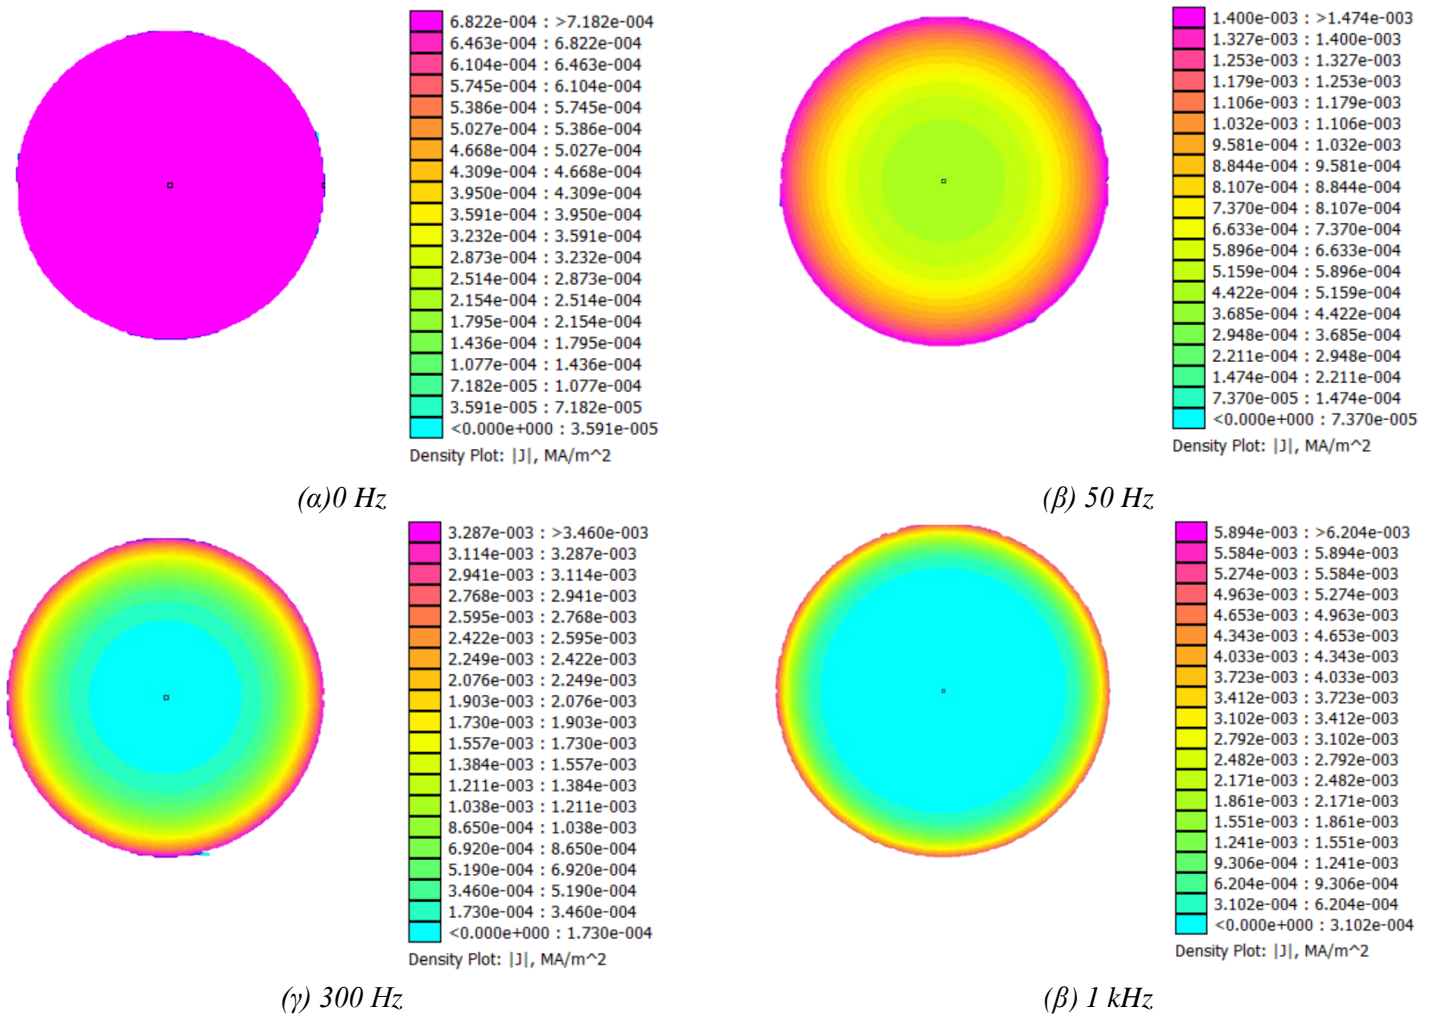 6.822e-004 : >7.182e-004
6.463e-004 : 6.822e-004
6.104e-004 : 6.463e-004
5.745e-004 : 6.104e-004
5.386e-004 : 5.745e-004
5.027e-004 : 5.386e-004
4.668e-004 : 5.027e-004
4.309e-004 : 4.668e-004
3.950e-004 : 4.309e-004
3.591e-004 : 3.950e-004
3.232e-004 : 3.591e-004
2.873e-004 : 3.232e-004
2.514e-004 : 2.873e-004
2.154e-004 : 2.514e-004
1.795e-004 : 2.154e-004
1.436e-004 : 1.795e-004
1.077e-004 : 1.436e-004
7.182e-005 : 1.077e-004
3.591e-005 : 7.182e-005
<0.000e+000 : 3.591e-005
Density Plot: |J|, MA/m^2
(α)0 Hz
1.400e-003 : >1.474e-003
1.327e-003 : 1.400e-003
1.253e-003 : 1.327e-003
1.179e-003 : 1.253e-003
1.106e-003 : 1.179e-003
1.032e-003 : 1.106e-003
9.581e-004 : 1.032e-003
8.844e-004 : 9.581e-004
8.107e-004 : 8.844e-004
7.370e-004 : 8.107e-004
6.633e-004 : 7.370e-004
5.896e-004 : 6.633e-004
5.159e-004 : 5.896e-004
4.422e-004 : 5.159e-004
3.685e-004 : 4.422e-004
2.948e-004 : 3.685e-004
2.211e-004 : 2.948e-004
1.474e-004 : 2.211e-004
7.370e-005 : 1.474e-004
<0.000e+000 : 7.370e-005
Density Plot: |J|, MA/m^2
(β) 50 Hz
3.287e-003 : >3.460e-003
3.114e-003 : 3.287e-003
2.941e-003 : 3.114e-003
2.768e-003 : 2.941e-003
2.595e-003 : 2.768e-003
2.422e-003 : 2.595e-003
2.249e-003 : 2.422e-003
2.076e-003 : 2.249e-003
1.903e-003 : 2.076e-003
1.730e-003 : 1.903e-003
1.557e-003 : 1.730e-003
1.384e-003 : 1.557e-003
1.211e-003 : 1.384e-003
1.038e-003 : 1.211e-003
8.650e-004 : 1.038e-003
6.920e-004 : 8.650e-004
5.190e-004 : 6.920e-004
3.460e-004 : 5.190e-004
1.730e-004 : 3.460e-004
<0.000e+000 : 1.730e-004
Density Plot: |J|, MA/m^2
(γ) 300 Hz
5.894e-003 : >6.204e-003
5.584e-003 : 5.894e-003
5.274e-003 : 5.584e-003
4.963e-003 : 5.274e-003
4.653e-003 : 4.963e-003
4.343e-003 : 4.653e-003
4.033e-003 : 4.343e-003
3.723e-003 : 4.033e-003
3.412e-003 : 3.723e-003
3.102e-003 : 3.412e-003
2.792e-003 : 3.102e-003
2.482e-003 : 2.792e-003
2.171e-003 : 2.482e-003
1.861e-003 : 2.171e-003
1.551e-003 : 1.861e-003
1.241e-003 : 1.551e-003
9.306e-004 : 1.241e-003
6.204e-004 : 9.306e-004
3.102e-004 : 6.204e-004
<0.000e+000 : 3.102e-004
Density Plot: |J|, MA/m^2
(β) 1 kHz